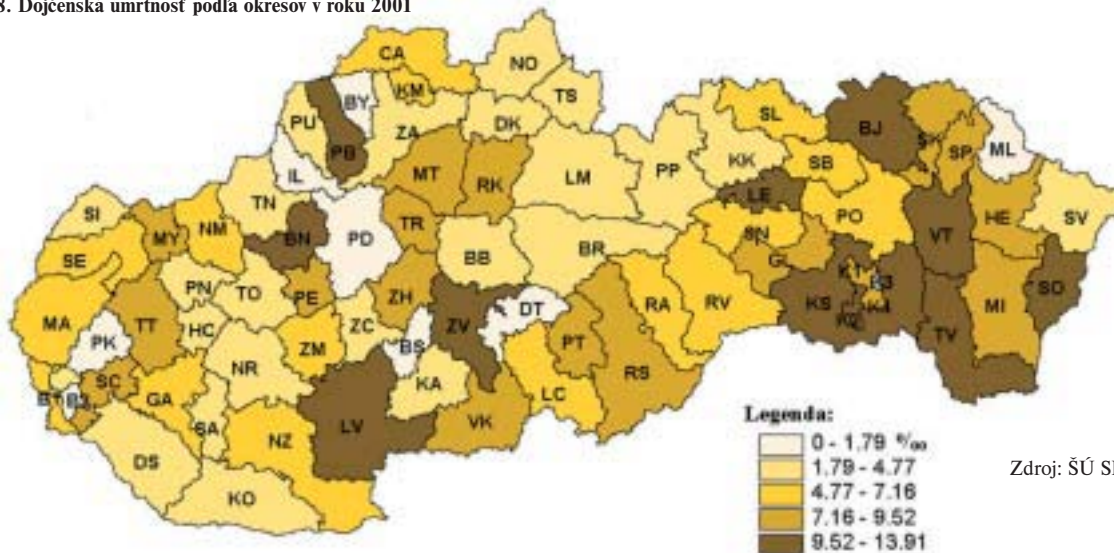 8. Dojčenská úmrtnosť podľa okresov v roku 2001
CA
NO
KM
BY
TS
PU
ZA
DK
PB
SL
BJ
SP
ML
IL
MT
RK
LM
PP
KK
SB
LE
TN
SI
NM
MY
BN
PD
TR
BB
BR
SN
PO
VT
HE
SV
SE
PN
TO
PE
ZH
G
KS
K4
SO
MA
TT
PK
HC
ZM
ZC
BS
ZV
DT
RA
RV
MI
TV
SC
GA
NR
KA
PT
RS
LC
SA
NZ
LV
VK
DS
KO
Legenda:
0 - 1.79 ‰
1.79 - 4.77
4.77 - 7.16
7.16 - 9.52
9.52 - 13.91
Zdroj: ŠÚ S